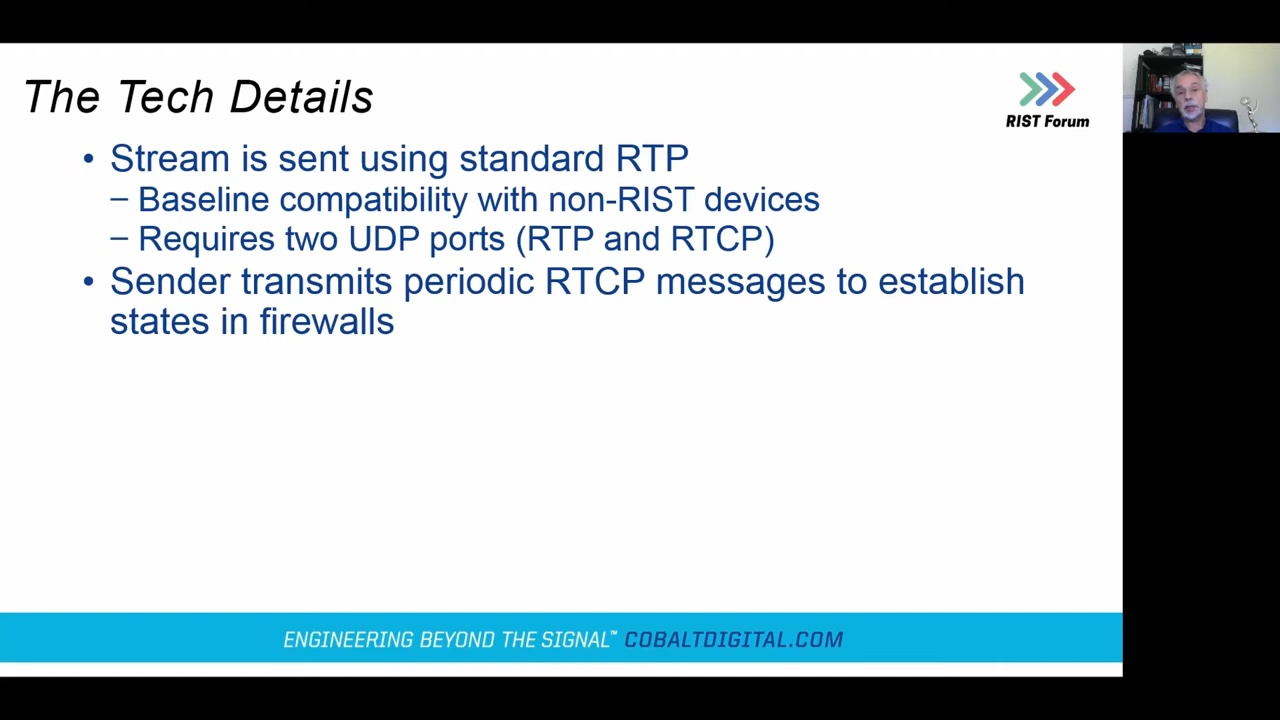 The Tech Details
RIST Forum
• Stream is sent using standard RTP
– Baseline compatibility with non-RIST devices
– Requires two UDP ports (RTP and RTCP)
• Sender transmits periodic RTCP messages to establish
states in firewalls
ENGINEERING BEYOND THE SIGNAL™ COBALTDIGITAL.COM